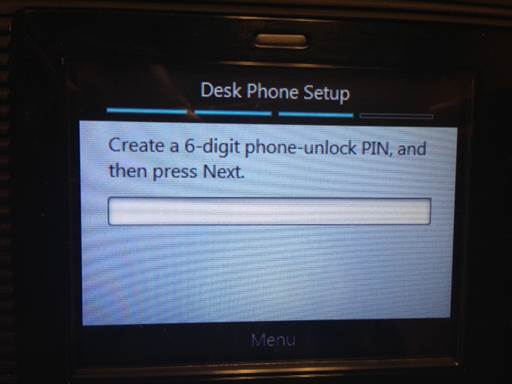 Desk Phone Setup
Create a 6-digit phone-unlock PIN, and
then press Next.
Menu